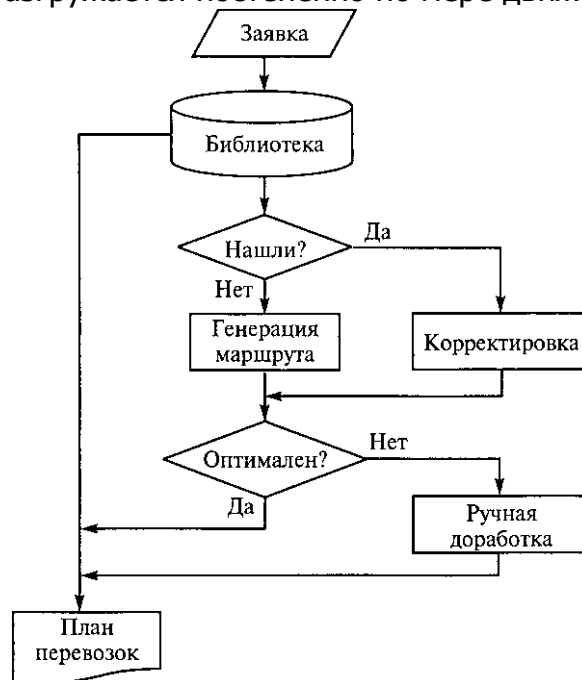 Заявка
Библиотека
Нашли?
Да
Нет
Генерация
маршрута
Корректировка
Оптимален?
Нет
Да
Ручная
доработка
План
перевозок